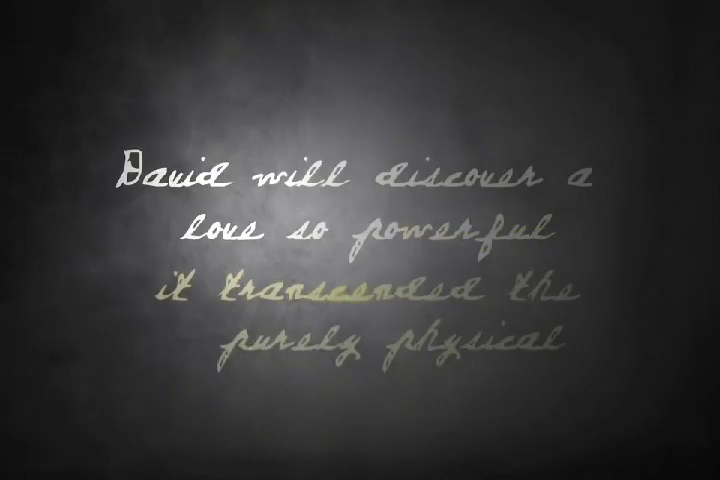 David will discover a
love so powerful
it transcended the
purely physical